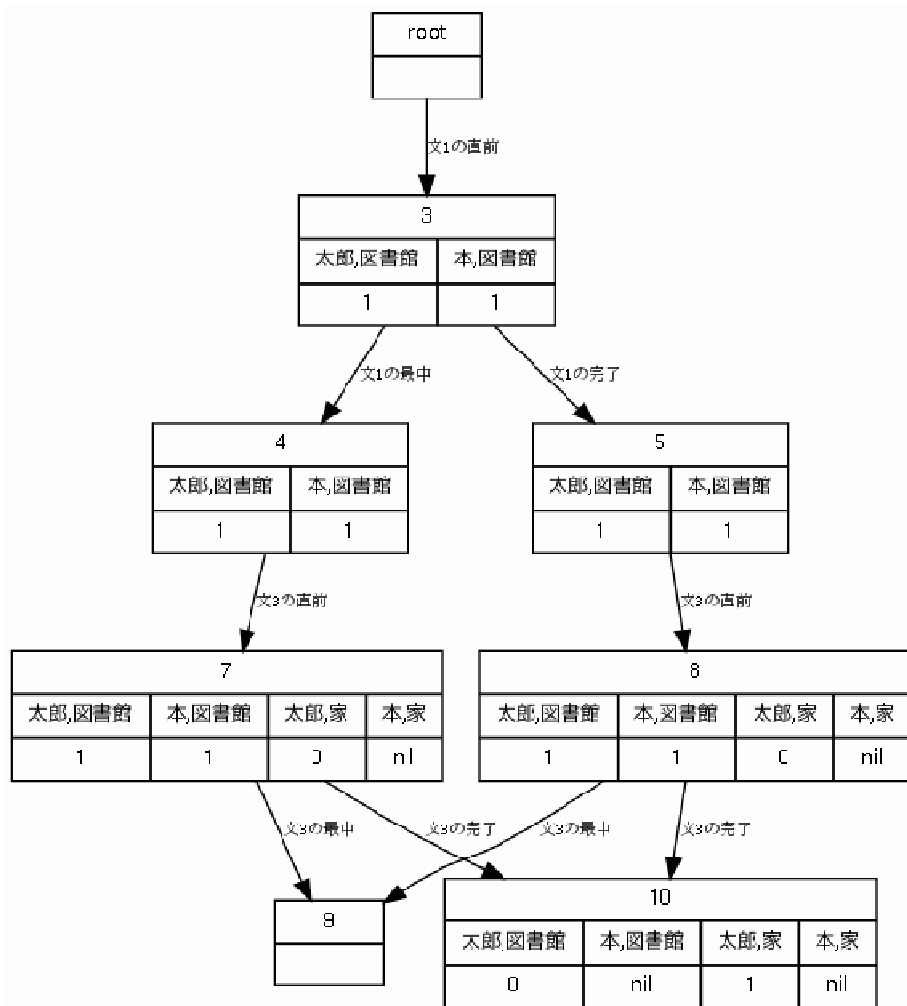 root
文1の直前
3
太郎,図書館 本,図書館
1 1
文1の最中 文1の完了
4 5
太郎,図書館 本,図書館 太郎,図書館 本,図書館
1 1 1 1
文3の直前 文3の直前
7 8
太郎,図書館 本,図書館 太郎,家 本,家 太郎,図書館 本,図書館 太郎,家 本,家
1 1 0 nil 1 1 0 nil
文3の最中 文3の完了 文3の最中 文3の完了
9 10
太郎,図書館 本,図書館 太郎,家 本,家
0 nil 1 nil